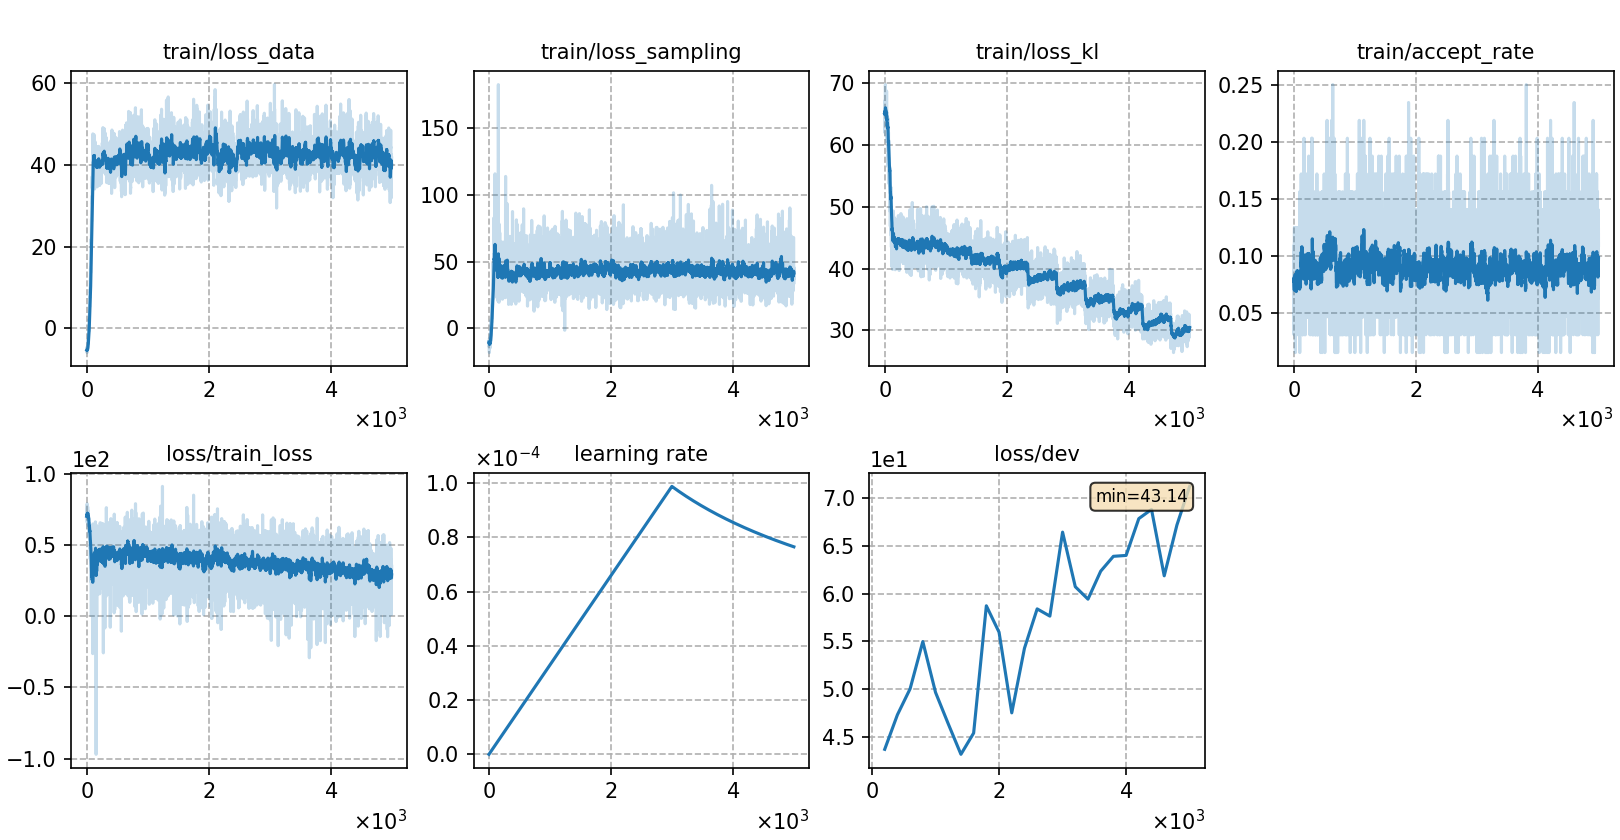 train/loss_data
60
40
20
0
0 2 4
×10³
train/loss_sampling
150
100
50
0
0 2 4
×10³
train/loss_kl
70
60
50
40
30
0 2 4
×10³
train/accept_rate
0.25
0.20
0.15
0.10
0.05
0 2 4
×10³
1e2 loss/train_loss
1.0
0.5
0.0
−0.5
−1.0
0 2 4
×10³
×10⁻⁴ learning rate
1.0
0.8
0.6
0.4
0.2
0.0
0 2 4
×10³
1e1 loss/dev
min=43.14
7.0
6.5
6.0
5.5
5.0
4.5
0 2 4
×10³